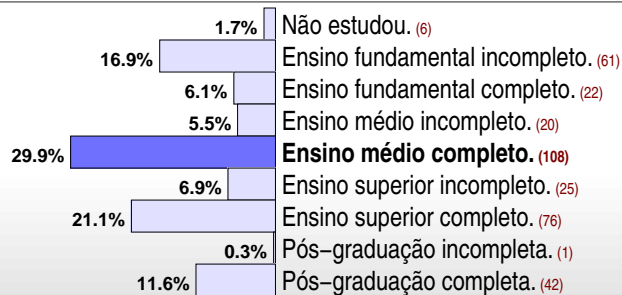 1.7% Não estudou. (6)
16.9% Ensino fundamental incompleto. (61)
6.1% Ensino fundamental completo. (22)
5.5% Ensino médio incompleto. (20)
29.9% Ensino médio completo. (108)
6.9% Ensino superior incompleto. (25)
21.1% Ensino superior completo. (76)
0.3% Pós−graduação incompleta. (1)
11.6% Pós−graduação completa. (42)